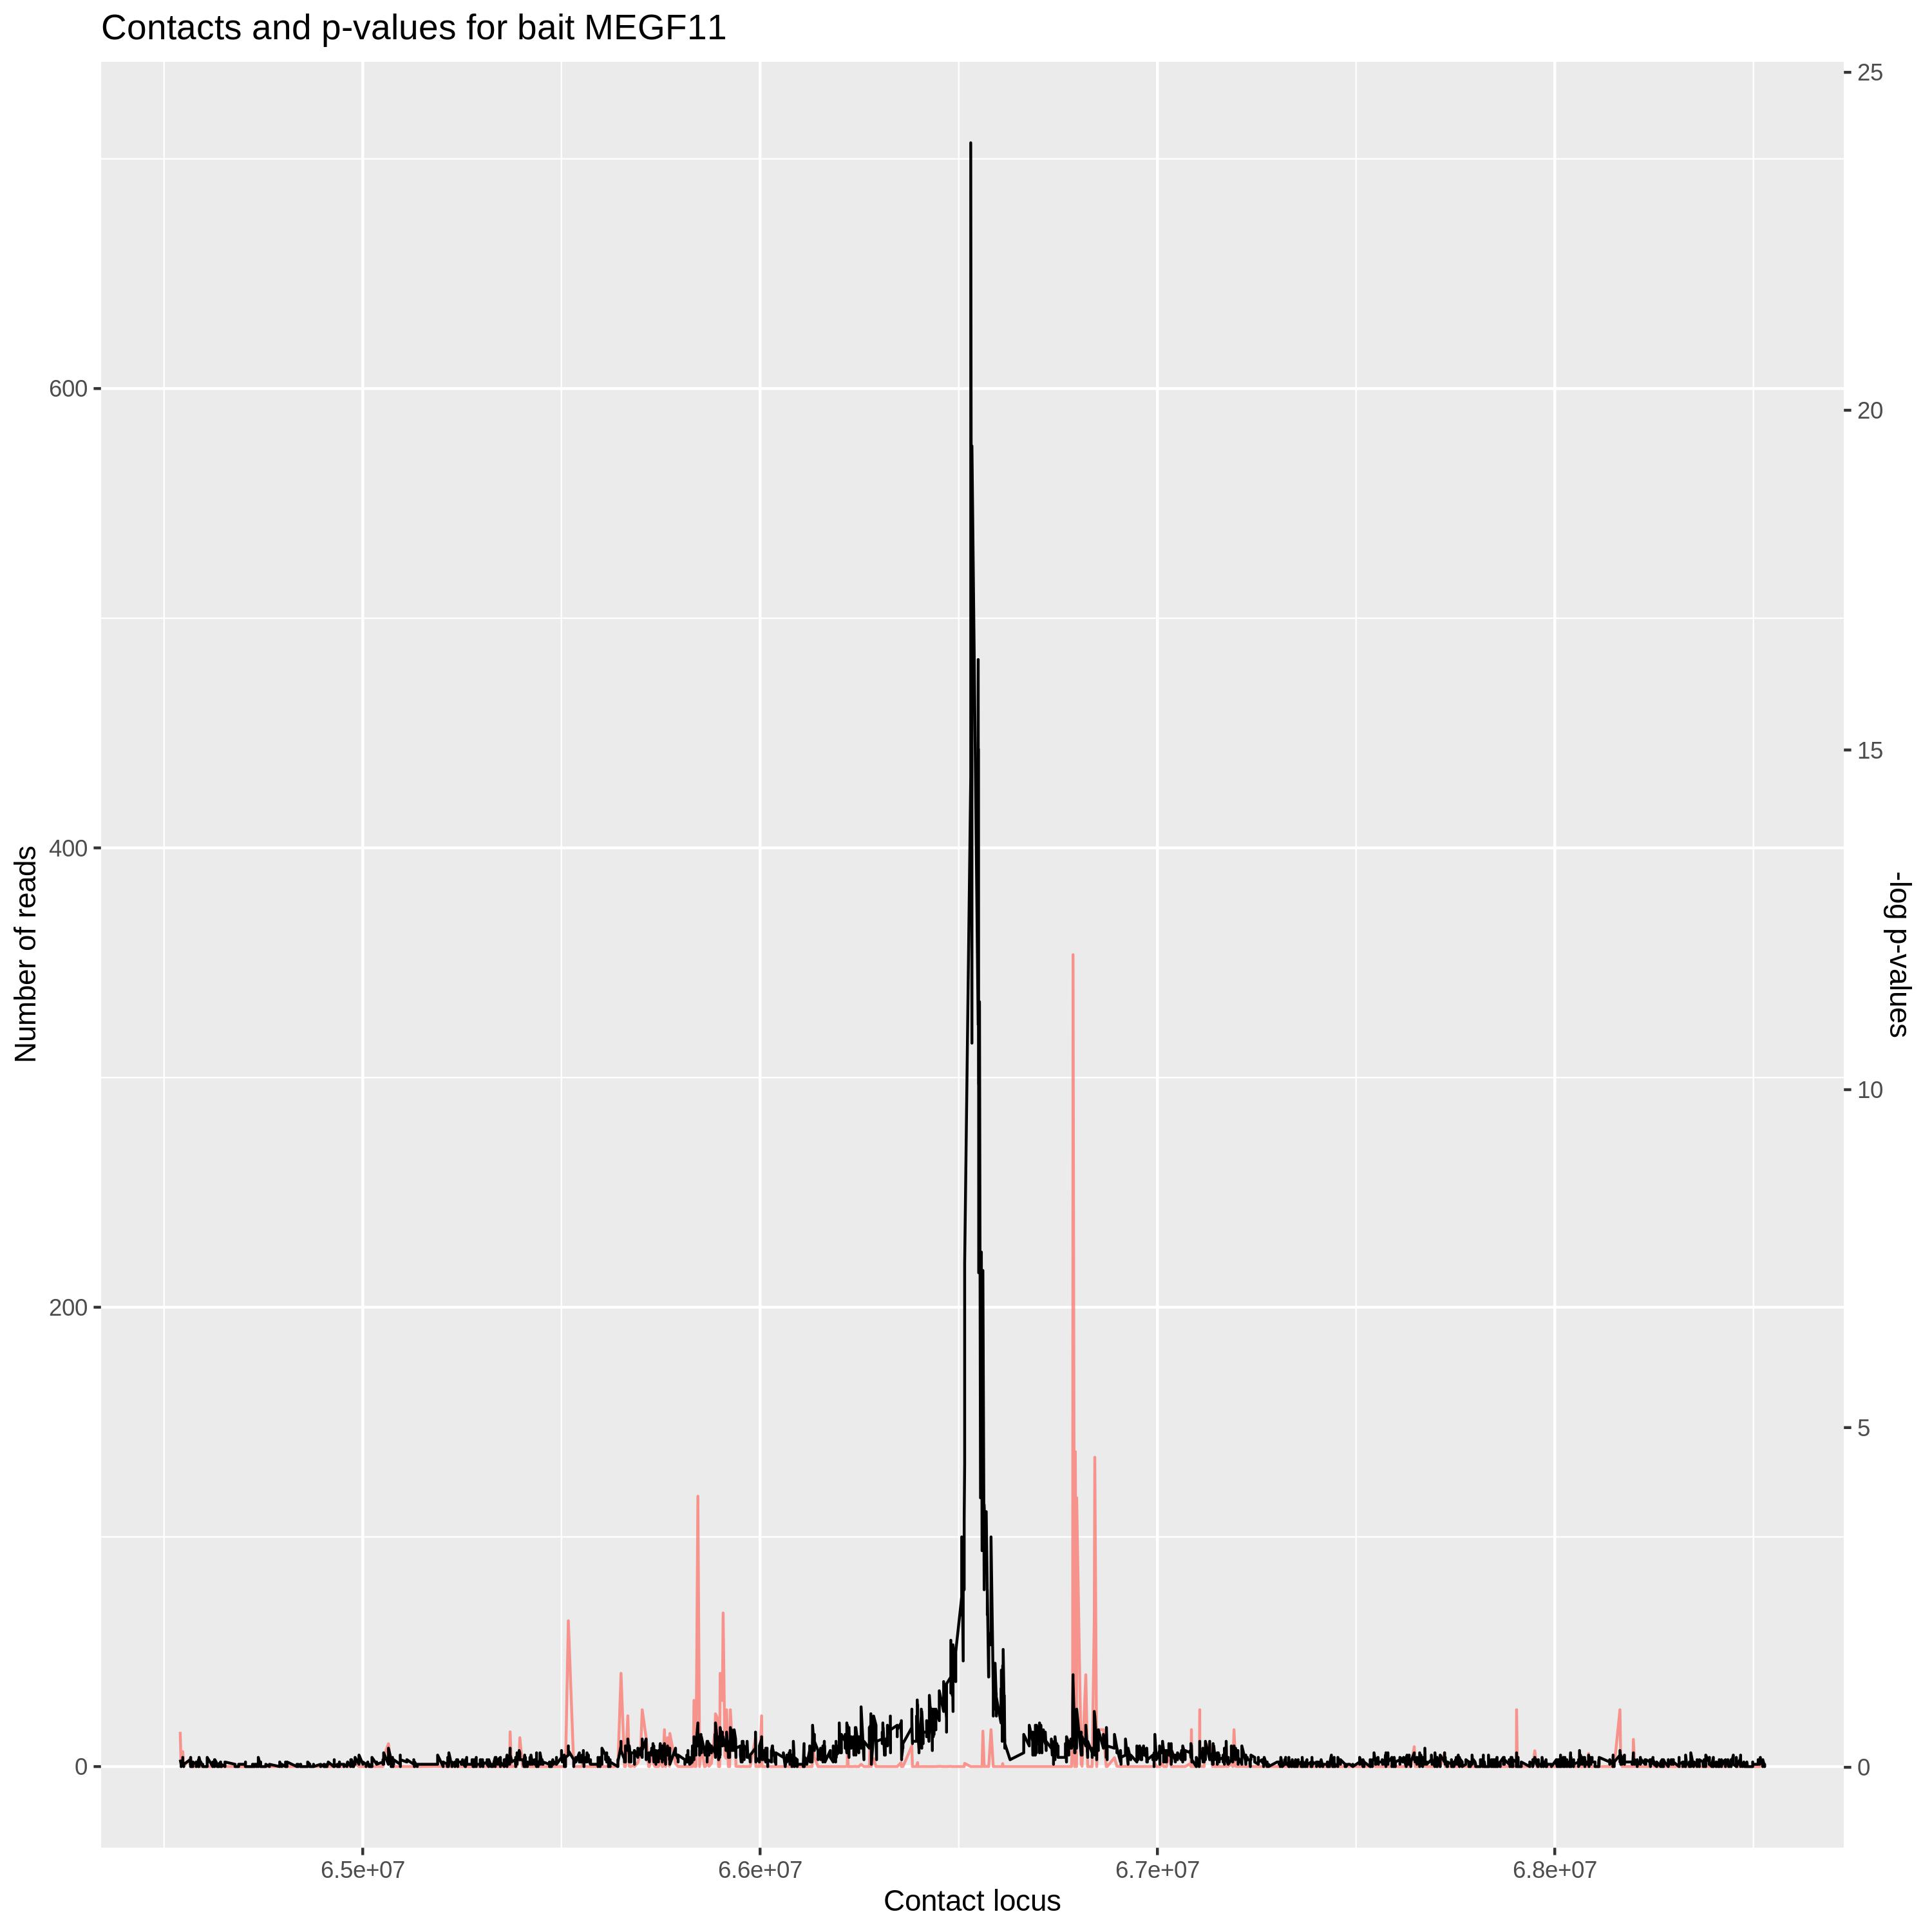 Contacts and p-values for bait MEGF11
25
600
20
400
15
Number of reads
-log p-values
10
200
5
0
0
6.5e+07
6.6e+07
6.7e+07
6.8e+07
Contact locus